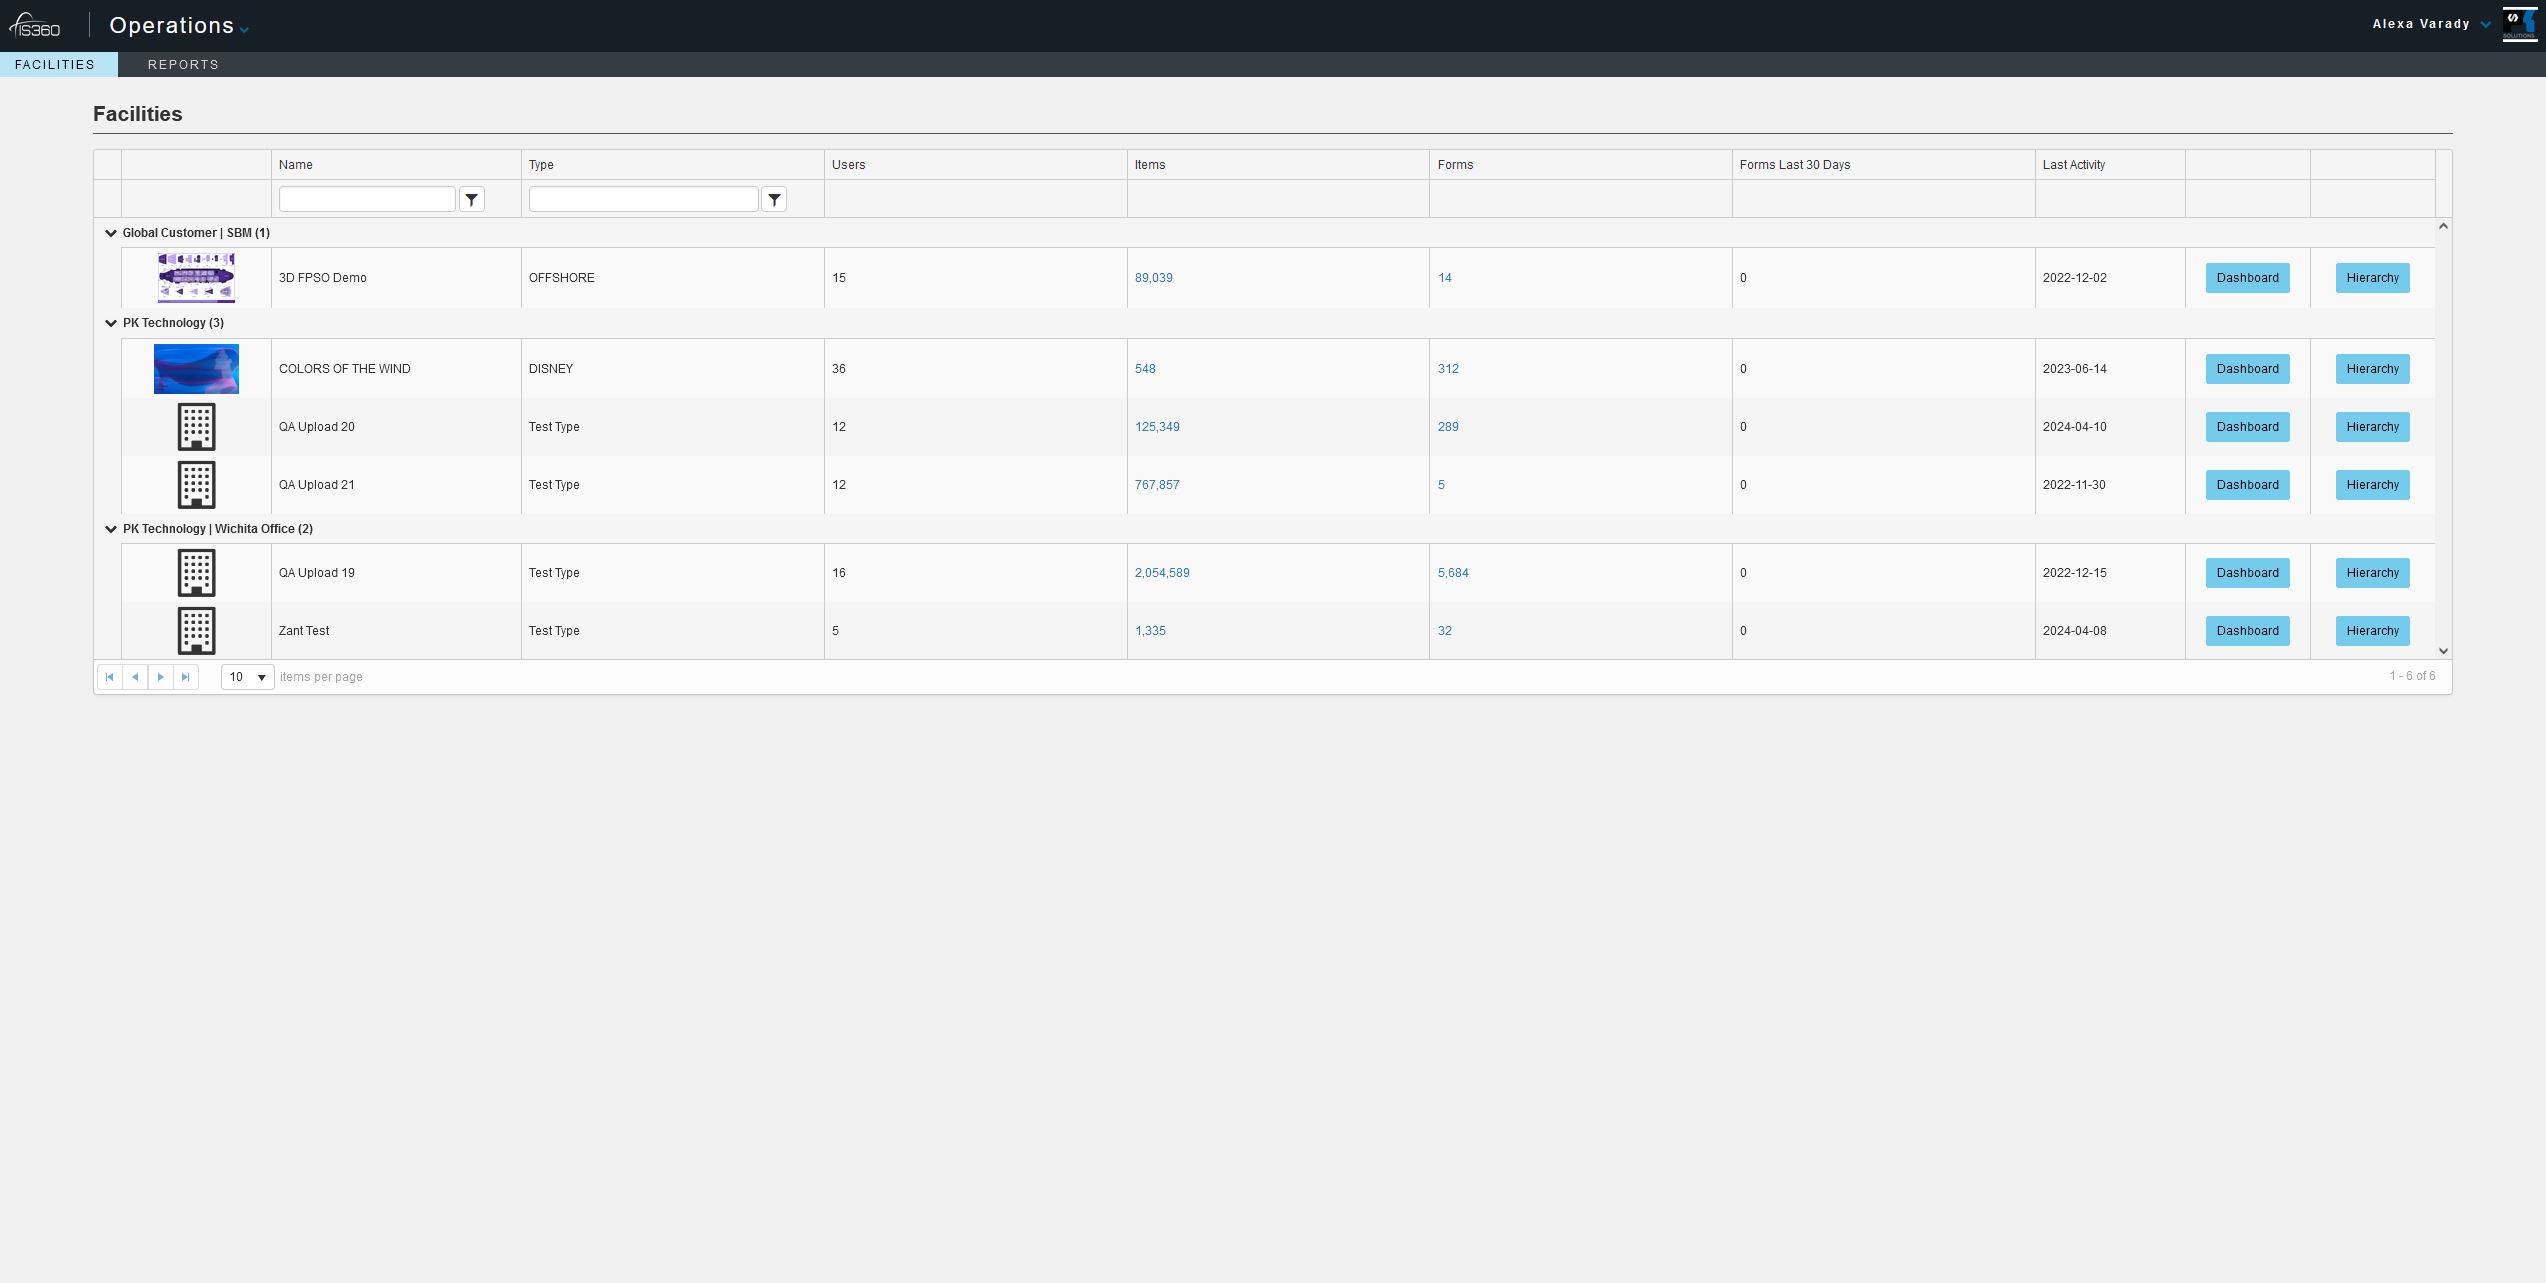 IS360 Operations Alexa Varady
SOLUTIONS
FACILITIES REPORTS
Facilities
Name Type Users Items Forms Forms Last 30 Days Last Activity
Global Customer | SBM (1)
3D FPSO Demo OFFSHORE 15 89,039 14 0 2022-12-02 Dashboard Hierarchy
PK Technology (3)
COLORS OF THE WIND DISNEY 36 548 312 0 2023-06-14 Dashboard Hierarchy
QA Upload 20 Test Type 12 125,349 289 0 2024-04-10 Dashboard Hierarchy
QA Upload 21 Test Type 12 767,857 5 0 2022-11-30 Dashboard Hierarchy
PK Technology | Wichita Office (2)
QA Upload 19 Test Type 16 2,054,589 5,684 0 2022-12-15 Dashboard Hierarchy
Zant Test Test Type 5 1,335 32 0 2024-04-08 Dashboard Hierarchy
10 items per page 1 - 6 of 6